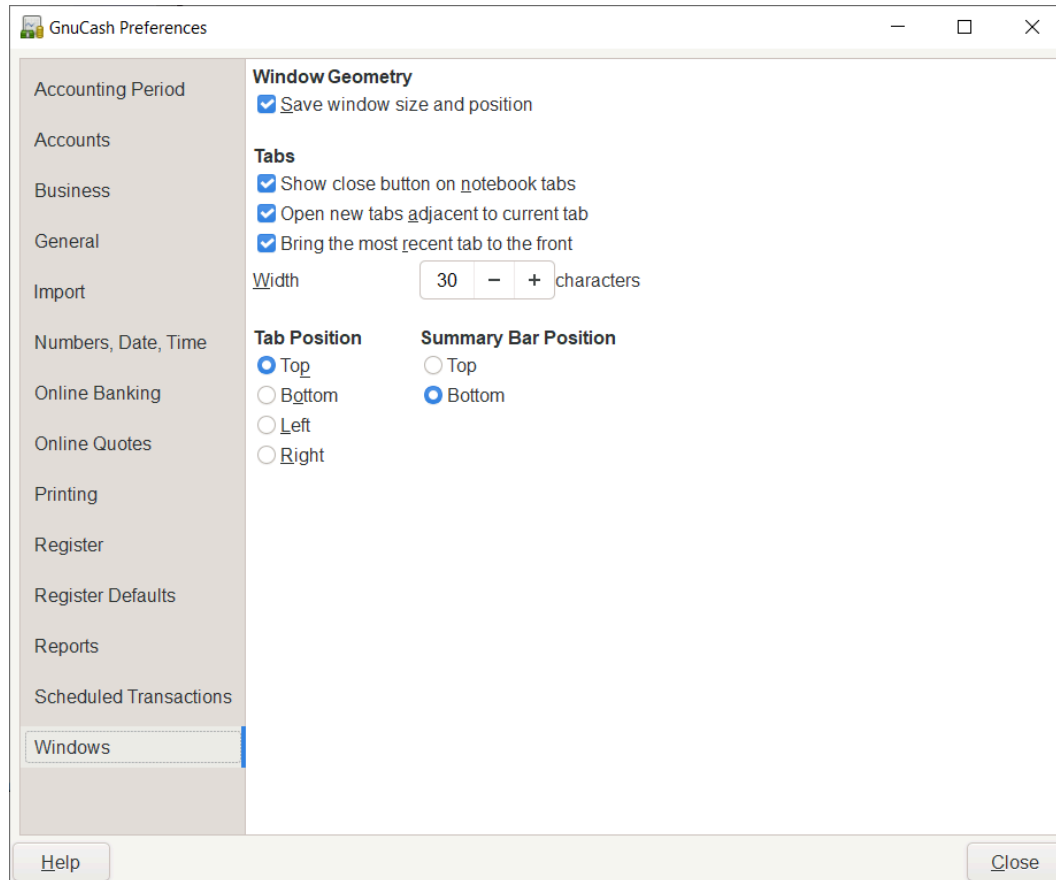 GnuCash Preferences
Accounting Period
Accounts
Business
General
Import
Numbers, Date, Time
Online Banking
Online Quotes
Printing
Register
Register Defaults
Reports
Scheduled Transactions
Windows
Window Geometry
Save window size and position
Tabs
Show close button on notebook tabs
Open new tabs adjacent to current tab
Bring the most recent tab to the front
Width 30 − + characters
Tab Position Summary Bar Position
Top Top
Bottom Bottom
Left
Right
Help Close